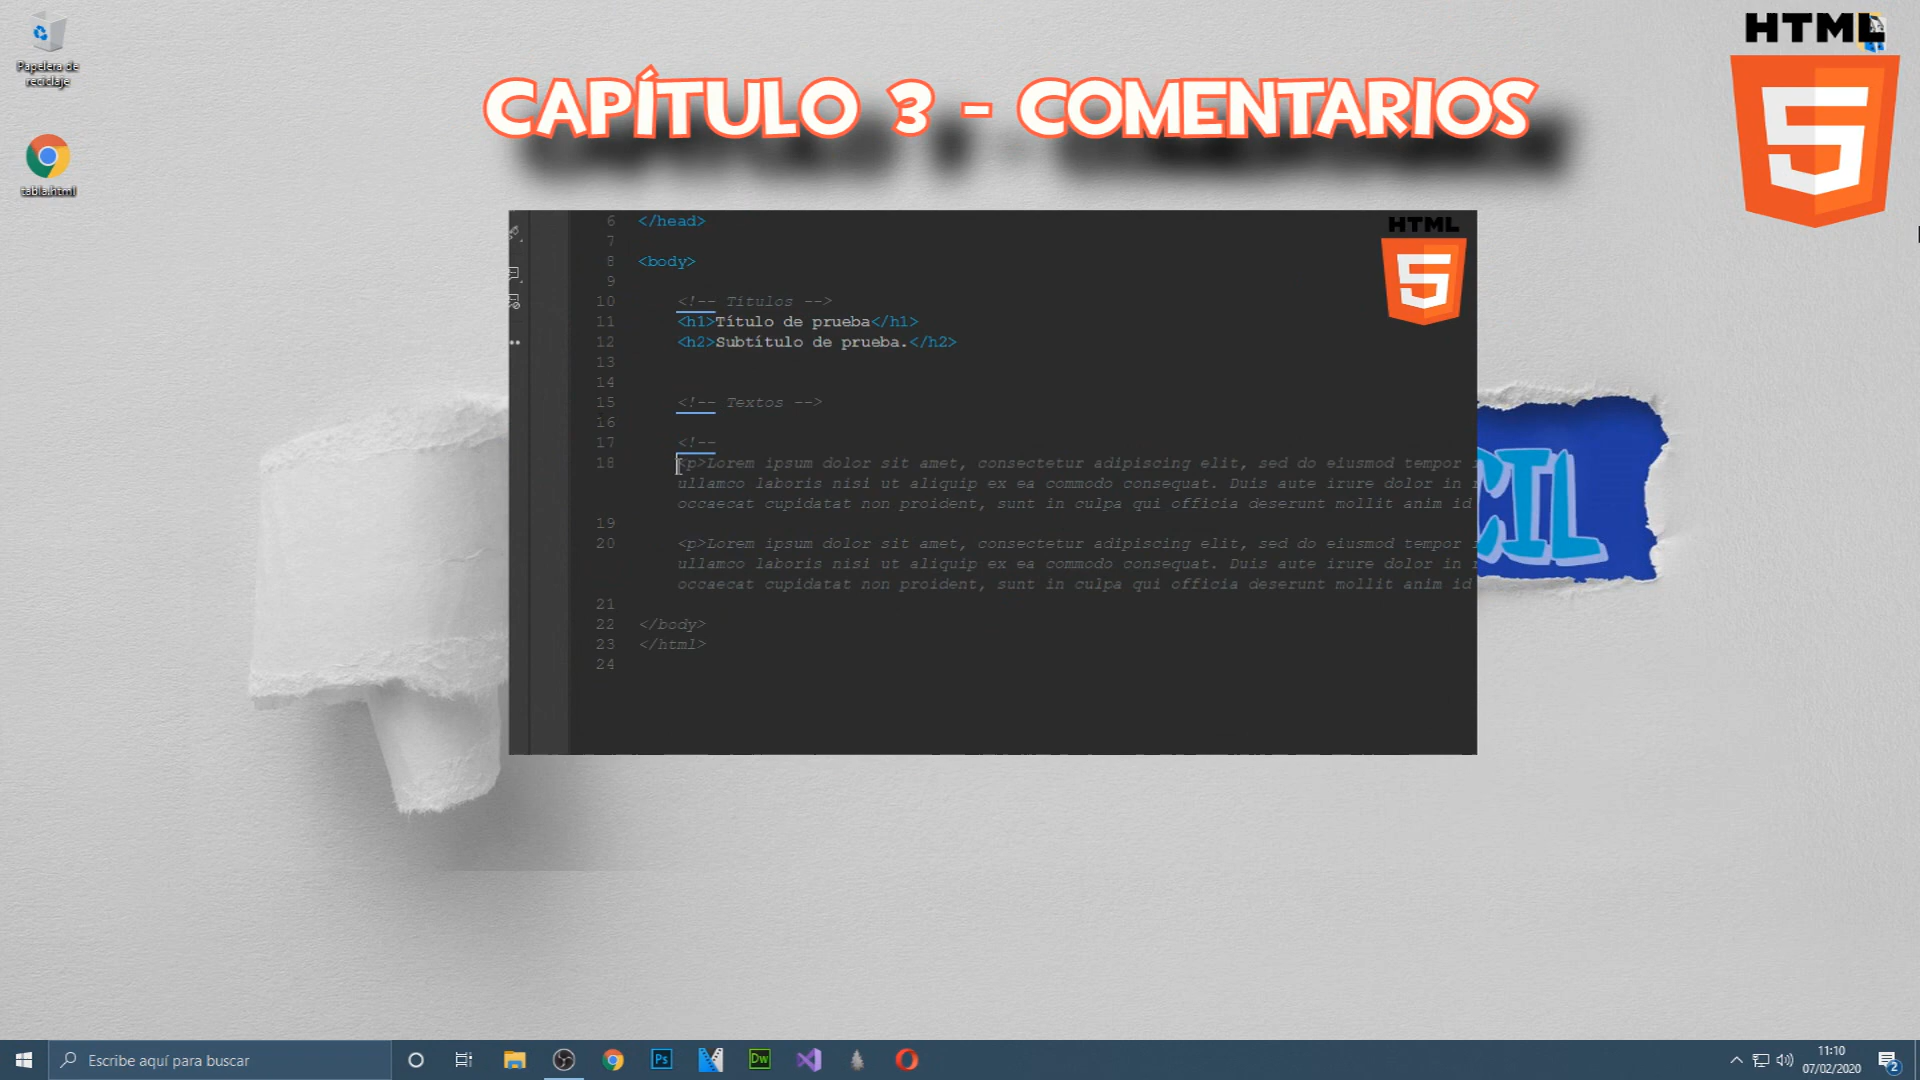 Papelera de
reciclaje
tabla.html
CAPÍTULO 3 - COMENTARIOS
HTML
5
6 </head>
7
8 <body>
9
10 <!-- Títulos -->
11 <h1>Título de prueba</h1>
12 <h2>Subtítulo de prueba.</h2>
13
14
15 <!-- Textos -->
16
17 <!--
18 <p>Lorem ipsum dolor sit amet, consectetur adipiscing elit, sed do eiusmod tempor
ullamco laboris nisi ut aliquip ex ea commodo consequat. Duis aute irure dolor in
occaecat cupidatat non proident, sunt in culpa qui officia deserunt mollit anim id
19
20 <p>Lorem ipsum dolor sit amet, consectetur adipiscing elit, sed do eiusmod tempor
ullamco laboris nisi ut aliquip ex ea commodo consequat. Duis aute irure dolor in
occaecat cupidatat non proident, sunt in culpa qui officia deserunt mollit anim id
21
22 </body>
23 </html>
24
HTML
5
CIL
Escribe aquí para buscar
Ps
Dw
11:10
07/02/2020
2